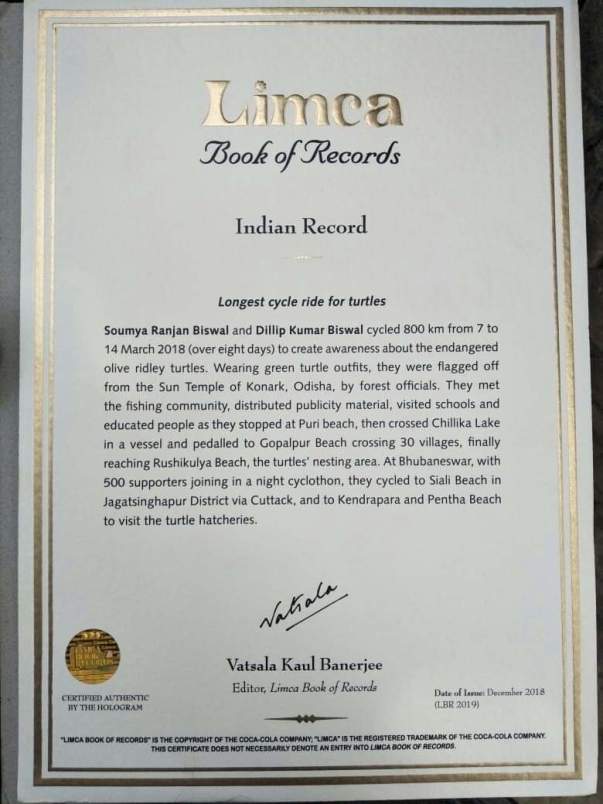 Limca
Book of Records
Indian Record
Longest cycle ride for turtles
Soumya Ranjan Biswal and Dillip Kumar Biswal cycled 800 km from 7 to
14 March 2018 (over eight days) to create awareness about the endangered
olive ridley turtles. Wearing green turtle outfits, they were flagged off
from the Sun Temple of Konark, Odisha, by forest officials. They met
the fishing community, distributed publicity material, visited schools and
educated people as they stopped at Puri beach, then crossed Chillika Lake
in a vessel and pedalled to Gopalpur Beach crossing 30 villages, finally
reaching Rushikulya Beach, the turtles' nesting area. At Bhubaneswar, with
500 supporters joining in a night cyclothon, they cycled to Siali Beach in
Jagatsinghapur District via Cuttack, and to Kendrapara and Pentha Beach
to visit the turtle hatcheries.
Vatsala
Vatsala Kaul Banerjee
Editor, Limca Book of Records
LIMCA
BOOK OF
RECORDS
CERTIFIED AUTHENTIC
BY THE HOLOGRAM
Date of Issue: December 2018
(LBR 2019)
"LIMCA BOOK OF RECORDS" IS THE COPYRIGHT OF THE COCA-COLA COMPANY; "LIMCA" IS THE REGISTERED TRADEMARK OF THE COCA-COLA COMPANY.
THIS CERTIFICATE DOES NOT NECESSARILY DENOTE AN ENTRY INTO LIMCA BOOK OF RECORDS.